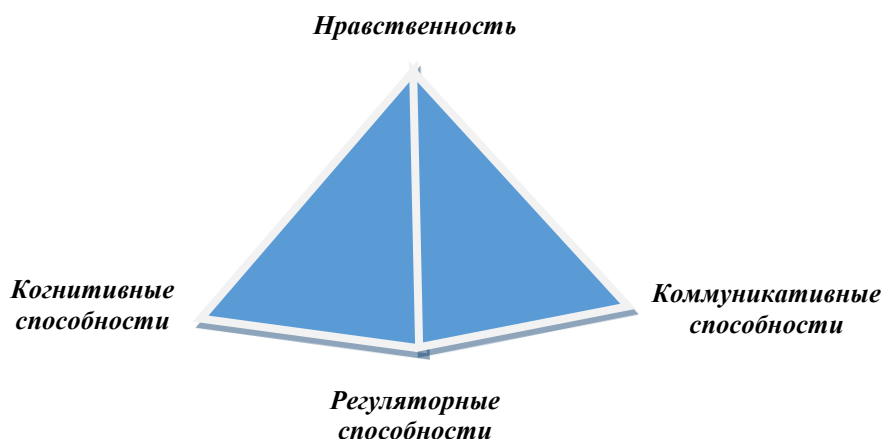 Нравственность
Когнитивные
способности
Коммуникативные
способности
Регуляторные
способности